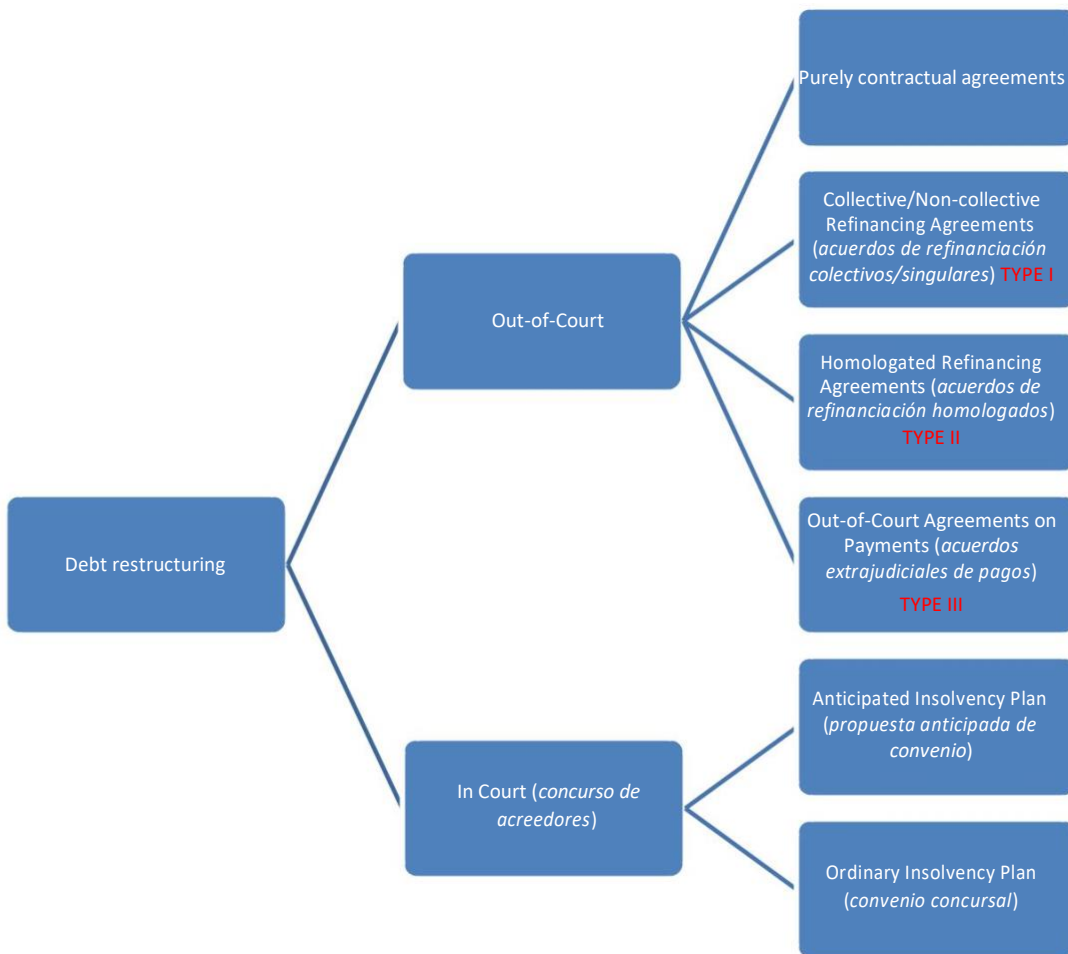 Purely contractual agreements
Collective/Non-collective
Refinancing Agreements
(acuerdos de refinanciación
colectivos/singulares) TYPE I
Out-of-Court
Homologated Refinancing
Agreements (acuerdos de
refinanciación homologados)
TYPE II
Out-of-Court Agreements on
Payments (acuerdos
extrajudiciales de pagos)
TYPE III
Debt restructuring
Anticipated Insolvency Plan
(propuesta anticipada de
convenio)
In Court (concurso de
acreedores)
Ordinary Insolvency Plan
(convenio concursal)